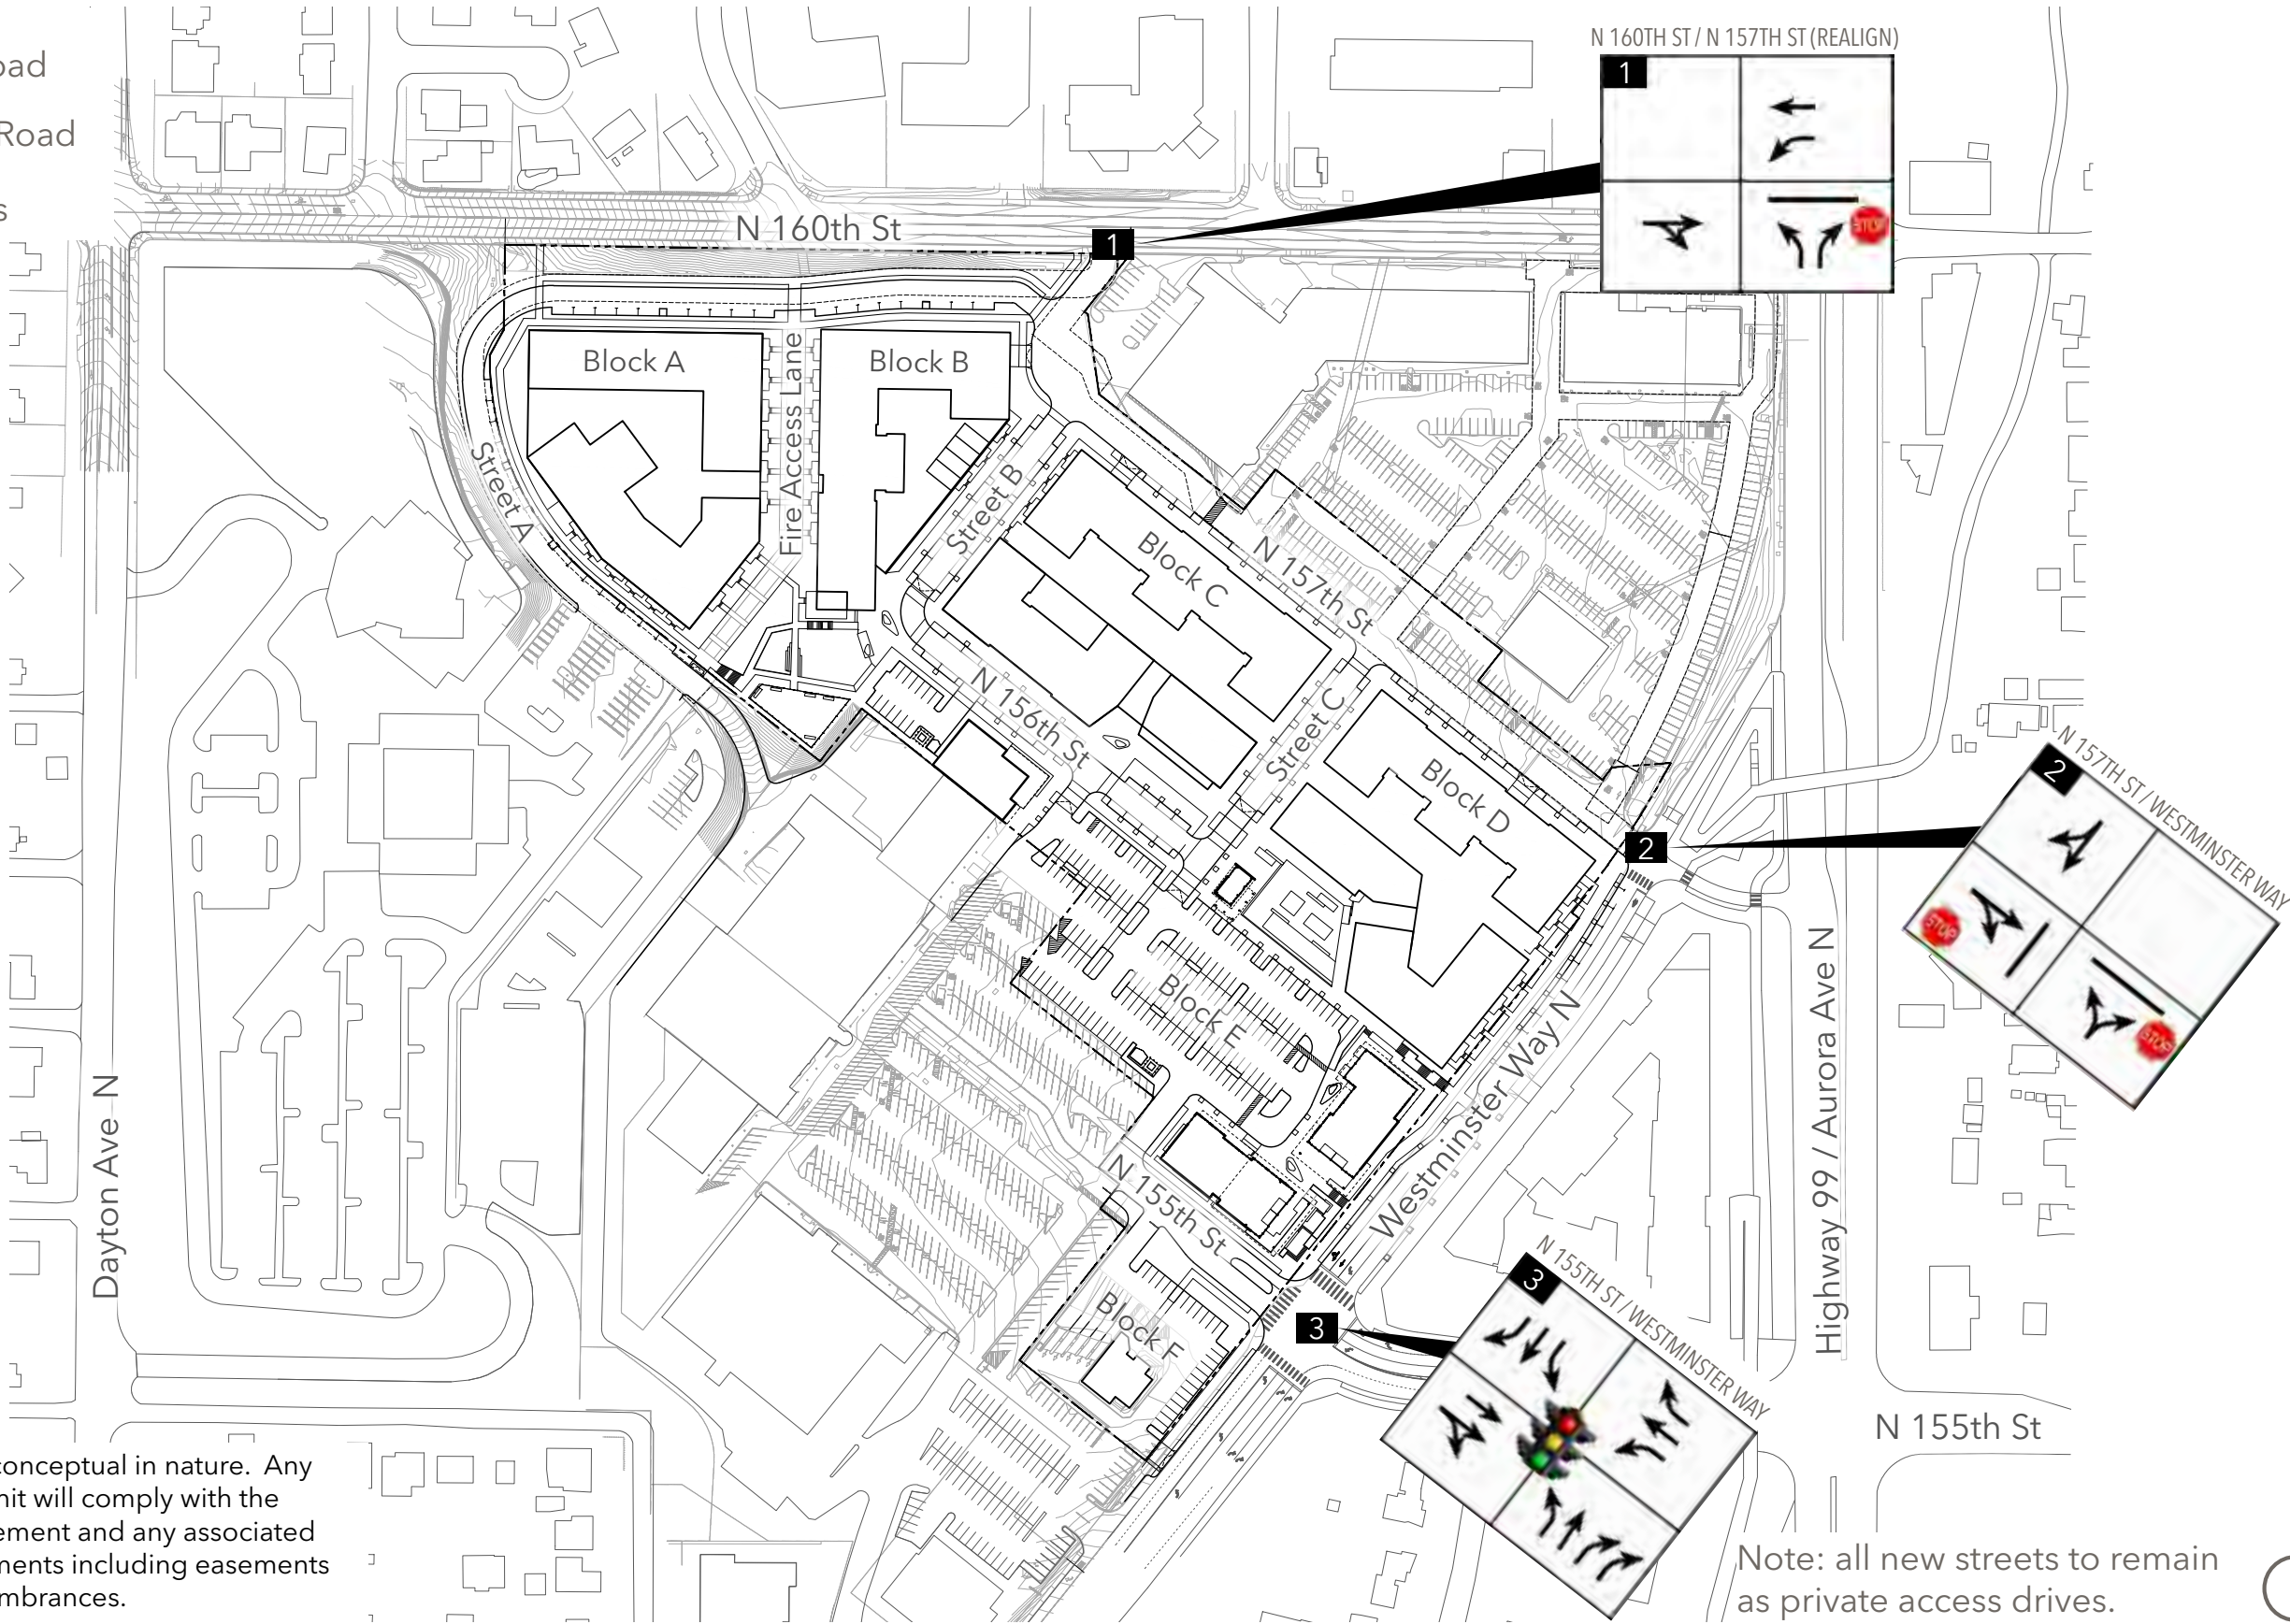 oad
Road
s
N 160TH ST / N 157TH ST (REALIGN)
1
STOP
N 160th St
1
Block A
Block B
Fire Access Lane
Street A
Street B
Block C
N 157th St
N 156th St
Street C
Block D
2
N 157TH ST / WESTMINSTER WAY
2
STOP
STOP
Block E
Westminster Way N
Highway 99 / Aurora Ave N
Dayton Ave N
N 155th St
Block F
3
N 155TH ST / WESTMINSTER WAY
3
N 155th St
conceptual in nature. Any
nit will comply with the
ement and any associated
ments including easements
mbrances.
Note: all new streets to remain
as private access drives.